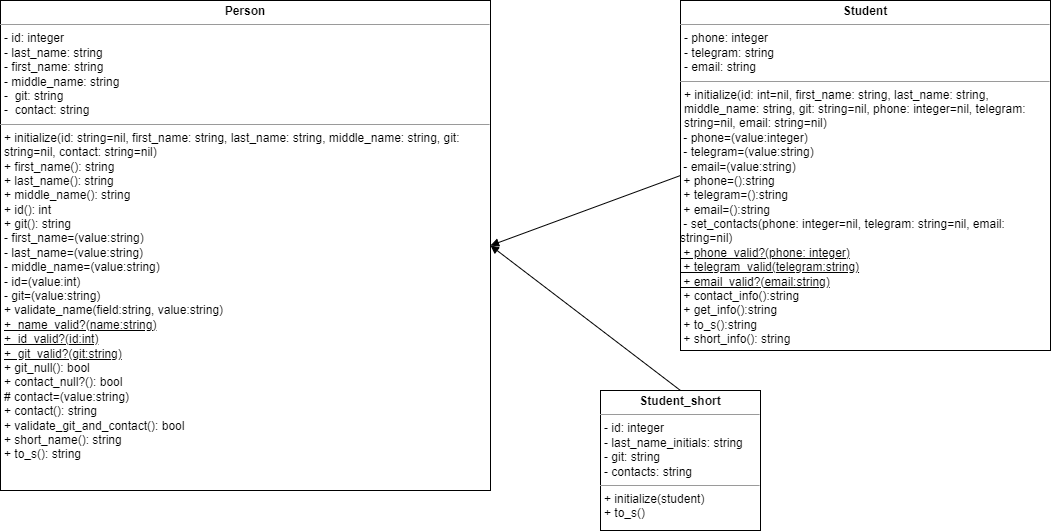 Person
- id: integer
- last_name: string
- first_name: string
- middle_name: string
-  git: string
-  contact: string
+ initialize(id: string=nil, first_name: string, last_name: string, middle_name: string, git:
string=nil, contact: string=nil)
+ first_name(): string
+ last_name(): string
+ middle_name(): string
+ id(): int
+ git(): string
- first_name=(value:string)
- last_name=(value:string)
- middle_name=(value:string)
- id=(value:int)
- git=(value:string)
+ validate_name(field:string, value:string)
+ _name_valid?(name:string)
+ _id_valid?(id:int)
+ _git_valid?(git:string)
+ git_null(): bool
+ contact_null?(): bool
# contact=(value:string)
+ contact(): string
+ validate_git_and_contact(): bool
+ short_name(): string
+ to_s(): string
Student
- phone: integer
- telegram: string
- email: string
+ initialize(id: int=nil, first_name: string, last_name: string,
middle_name: string, git: string=nil, phone: integer=nil, telegram:
string=nil, email: string=nil)
- phone=(value:integer)
- telegram=(value:string)
- email=(value:string)
+ phone=():string
+ telegram=():string
+ email=():string
- set_contacts(phone: integer=nil, telegram: string=nil, email:
string=nil)
+ phone_valid?(phone: integer)
+ telegram_valid(telegram:string)
+ email_valid?(email:string)
+ contact_info():string
+ get_info():string
+ to_s():string
+ short_info(): string
Student_short
- id: integer
- last_name_initials: string
- git: string
- contacts: string
+ initialize(student)
+ to_s()